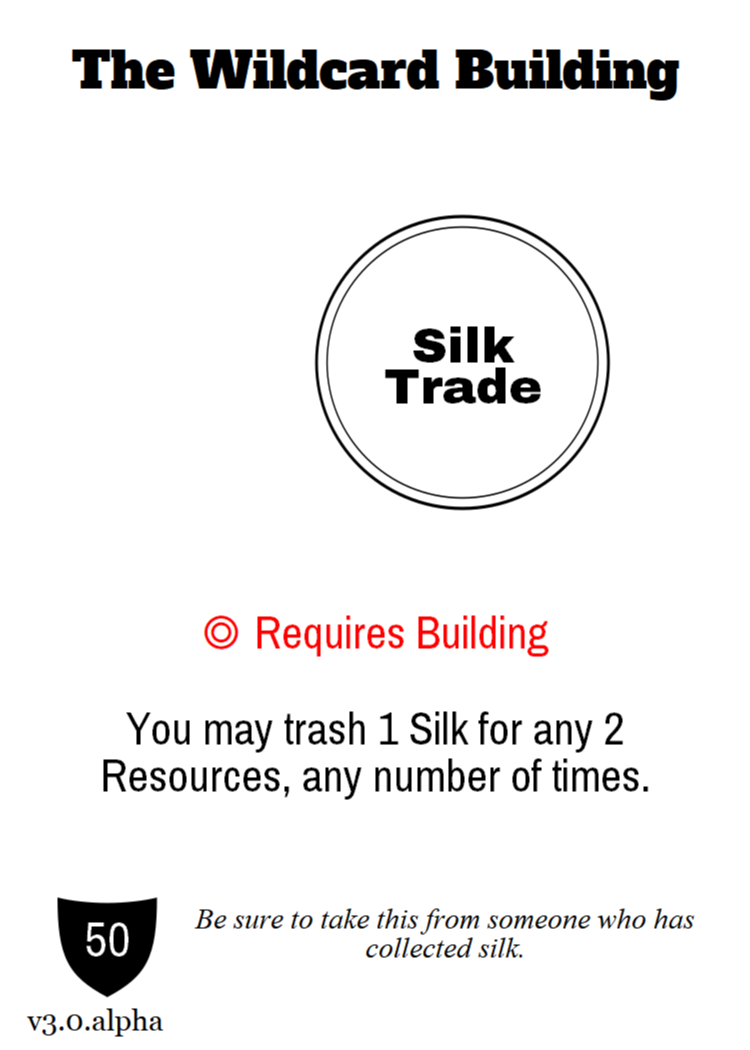 The Wildcard Building
Silk
Trade
Requires Building
You may trash 1 Silk for any 2
Resources, any number of times.
50
Be sure to take this from someone who has
collected silk.
v3.0.alpha